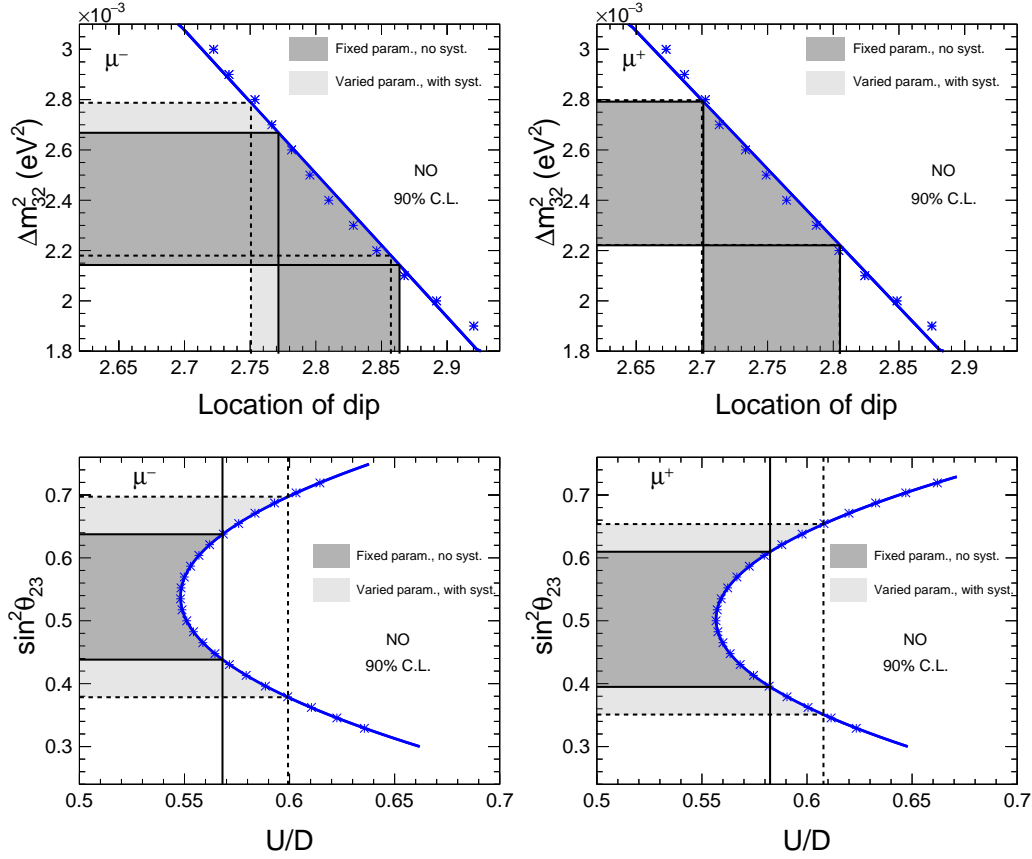 ×10⁻³
μ⁻
Fixed param., no syst.
Varied param., with syst.
NO
90% C.L.
Δm²₃₂ (eV²)
3
2.8
2.6
2.4
2.2
2
1.8
2.65 2.7 2.75 2.8 2.85 2.9
Location of dip
×10⁻³
μ⁺
Fixed param., no syst.
Varied param., with syst.
NO
90% C.L.
Δm²₃₂ (eV²)
3
2.8
2.6
2.4
2.2
2
1.8
2.65 2.7 2.75 2.8 2.85 2.9
Location of dip
μ⁻
Fixed param., no syst.
Varied param., with syst.
NO
90% C.L.
sin²θ₂₃
0.7
0.6
0.5
0.4
0.3
0.5 0.55 0.6 0.65 0.7
U/D
μ⁺
Fixed param., no syst.
Varied param., with syst.
NO
90% C.L.
sin²θ₂₃
0.7
0.6
0.5
0.4
0.3
0.5 0.55 0.6 0.65 0.7
U/D